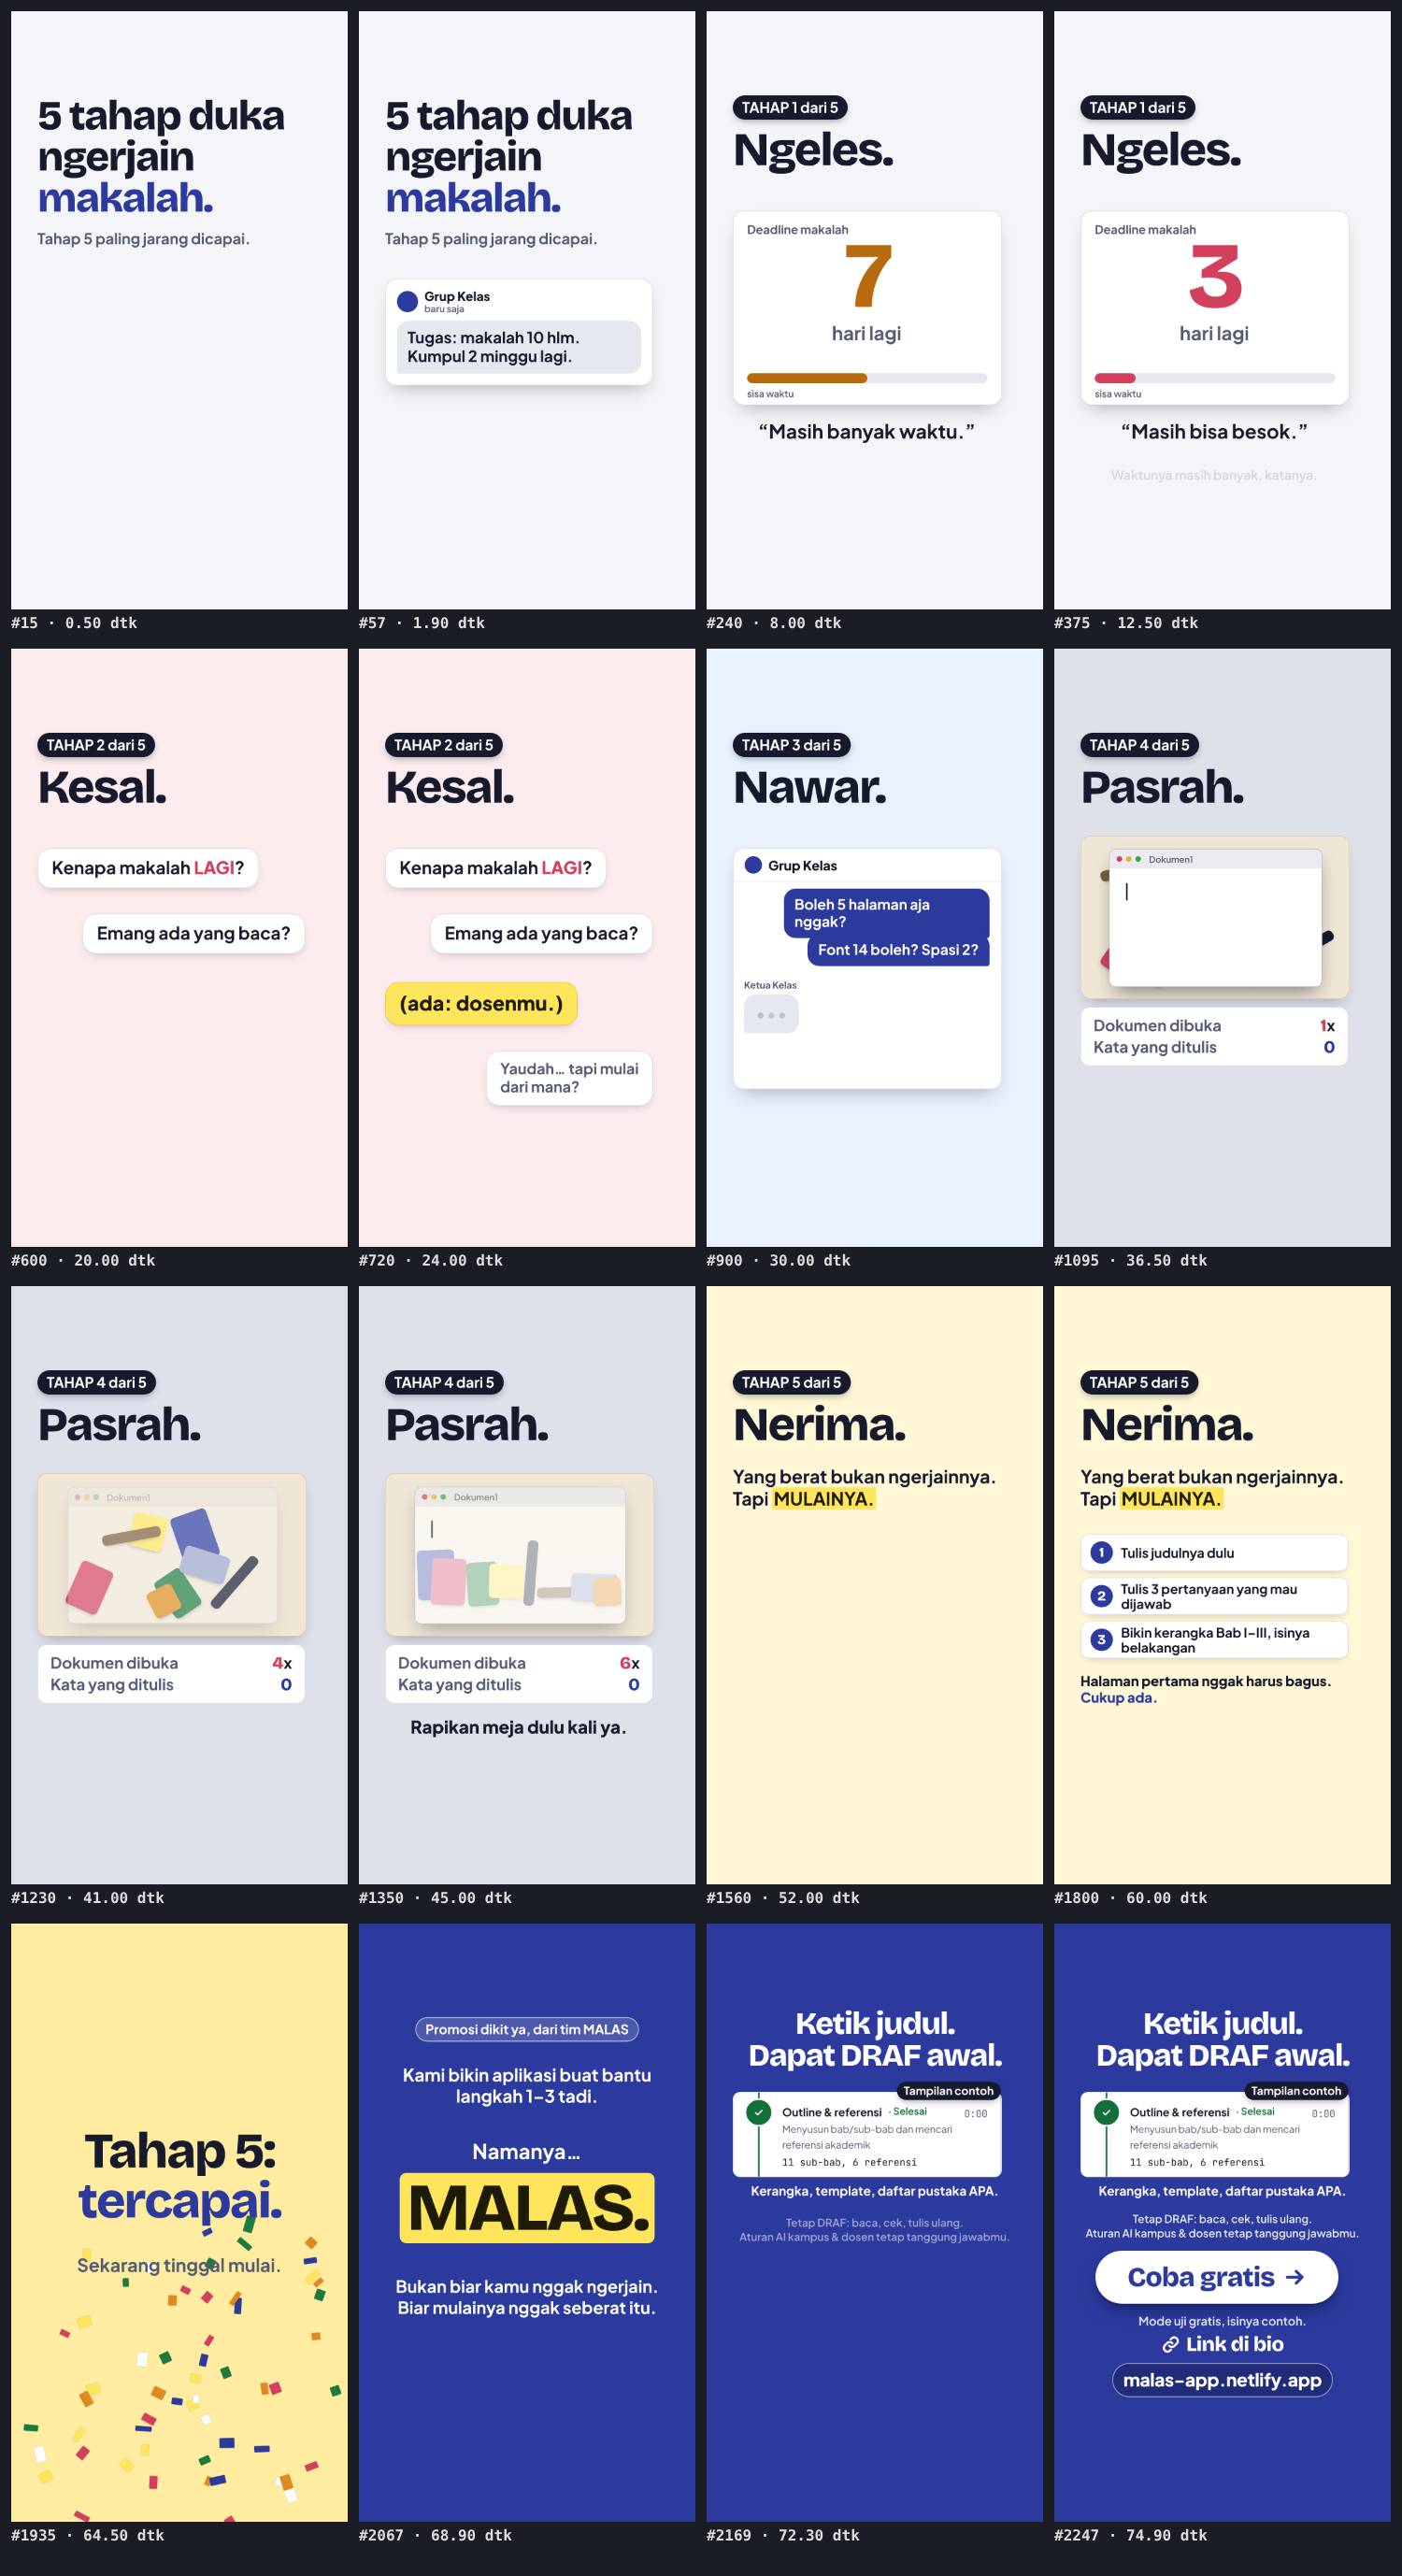 5 tahap duka
ngerjain
makalah.
Tahap 5 paling jarang dicapai.
#15 · 0.50 dtk
5 tahap duka
ngerjain
makalah.
Tahap 5 paling jarang dicapai.
Grup Kelas
baru saja
Tugas: makalah 10 hlm.
Kumpul 2 minggu lagi.
#57 · 1.90 dtk
TAHAP 1 dari 5
Ngeles.
Deadline makalah
7
hari lagi
sisa waktu
“Masih banyak waktu.”
#240 · 8.00 dtk
TAHAP 1 dari 5
Ngeles.
Deadline makalah
3
hari lagi
sisa waktu
“Masih bisa besok.”
Waktunya masih banyak, katanya.
#375 · 12.50 dtk
TAHAP 2 dari 5
Kesal.
Kenapa makalah LAGI?
Emang ada yang baca?
#600 · 20.00 dtk
TAHAP 2 dari 5
Kesal.
Kenapa makalah LAGI?
Emang ada yang baca?
(ada: dosenmu.)
Yaudah... tapi mulai
dari mana?
#720 · 24.00 dtk
TAHAP 3 dari 5
Nawar.
Grup Kelas
Boleh 5 halaman aja
nggak?
Font 14 boleh? Spasi 2?
Ketua Kelas
#900 · 30.00 dtk
TAHAP 4 dari 5
Pasrah.
Dokumen1
Dokumen dibuka 1x
Kata yang ditulis 0
#1095 · 36.50 dtk
TAHAP 4 dari 5
Pasrah.
Dokumen1
Dokumen dibuka 4x
Kata yang ditulis 0
#1230 · 41.00 dtk
TAHAP 4 dari 5
Pasrah.
Dokumen1
Dokumen dibuka 6x
Kata yang ditulis 0
Rapikan meja dulu kali ya.
#1350 · 45.00 dtk
TAHAP 5 dari 5
Nerima.
Yang berat bukan ngerjainnya.
Tapi MULAINYA.
#1560 · 52.00 dtk
TAHAP 5 dari 5
Nerima.
Yang berat bukan ngerjainnya.
Tapi MULAINYA.
1 Tulis judulnya dulu
2 Tulis 3 pertanyaan yang mau
dijawab
3 Bikin kerangka Bab I–III, isinya
belakangan
Halaman pertama nggak harus bagus.
Cukup ada.
#1800 · 60.00 dtk
Tahap 5:
tercapai.
Sekarang tinggal mulai.
#1935 · 64.50 dtk
Promosi dikit ya, dari tim MALAS
Kami bikin aplikasi buat bantu
langkah 1–3 tadi.
Namanya...
MALAS.
Bukan biar kamu nggak ngerjain.
Biar mulainya nggak seberat itu.
#2067 · 68.90 dtk
Ketik judul.
Dapat DRAF awal.
Tampilan contoh
Outline & referensi · Selesai 0:00
Menyusun bab/sub-bab dan mencari
referensi akademik
11 sub-bab, 6 referensi
Kerangka, template, daftar pustaka APA.
Tetap DRAF: baca, cek, tulis ulang.
Aturan AI kampus & dosen tetap tanggung jawabmu.
#2169 · 72.30 dtk
Ketik judul.
Dapat DRAF awal.
Tampilan contoh
Outline & referensi · Selesai 0:00
Menyusun bab/sub-bab dan mencari
referensi akademik
11 sub-bab, 6 referensi
Kerangka, template, daftar pustaka APA.
Tetap DRAF: baca, cek, tulis ulang.
Aturan AI kampus & dosen tetap tanggung jawabmu.
Coba gratis →
Mode uji gratis, isinya contoh.
Link di bio
malas-app.netlify.app
#2247 · 74.90 dtk